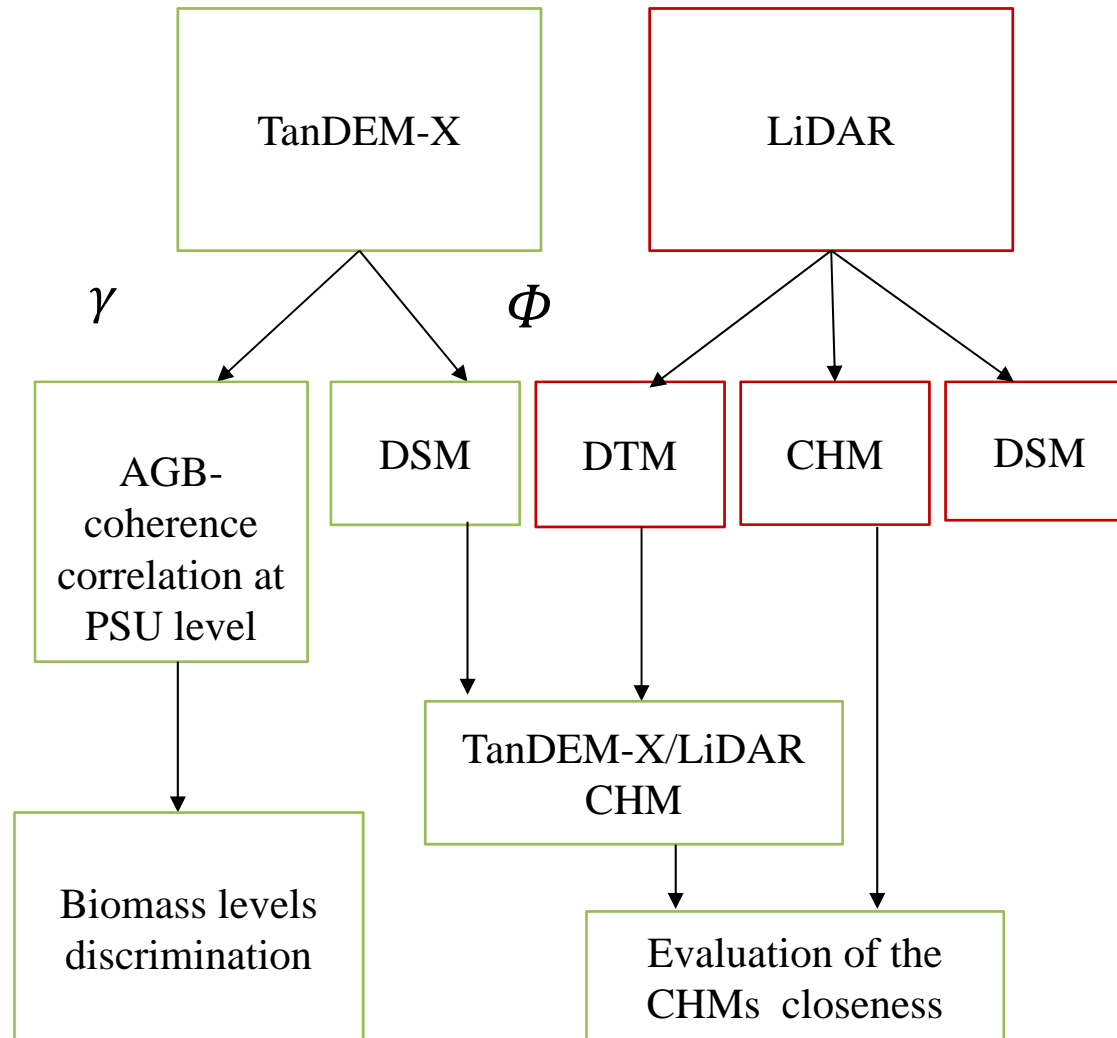 TanDEM-X
LiDAR
γ
Φ
AGB-
coherence
correlation at
PSU level
DSM
DTM
CHM
DSM
TanDEM-X/LiDAR
CHM
Biomass levels
discrimination
Evaluation of the
CHMs closeness